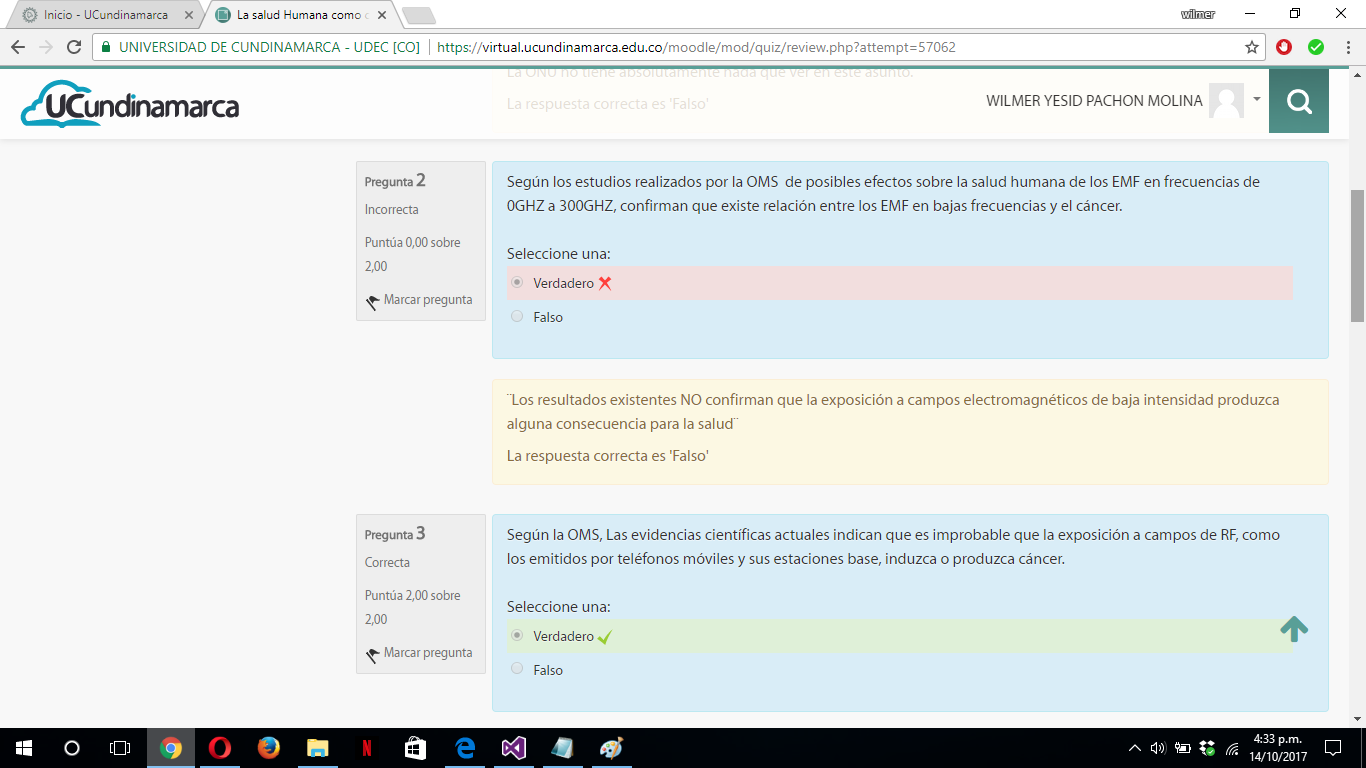 Inicio - UCundinamarca
La salud Humana como c
wilmer
UNIVERSIDAD DE CUNDINAMARCA - UDEC [CO]
https://virtual.ucundinamarca.edu.co/moodle/mod/quiz/review.php?attempt=57062
La ONU no tiene absolutamente nada que ver en este asunto.
La respuesta correcta es 'Falso'
UCundinamarca
WILMER YESID PACHON MOLINA
Pregunta 2
Incorrecta
Puntúa 0,00 sobre
2,00
Marcar pregunta
Según los estudios realizados por la OMS de posibles efectos sobre la salud humana de los EMF en frecuencias de
0GHZ a 300GHZ, confirman que existe relación entre los EMF en bajas frecuencias y el cáncer.
Seleccione una:
Verdadero
Falso
¨Los resultados existentes NO confirman que la exposición a campos electromagnéticos de baja intensidad produzca
alguna consecuencia para la salud¨
La respuesta correcta es 'Falso'
Pregunta 3
Correcta
Puntúa 2,00 sobre
2,00
Marcar pregunta
Según la OMS, Las evidencias científicas actuales indican que es improbable que la exposición a campos de RF, como
los emitidos por teléfonos móviles y sus estaciones base, induzca o produzca cáncer.
Seleccione una:
Verdadero
Falso
4:33 p.m.
14/10/2017